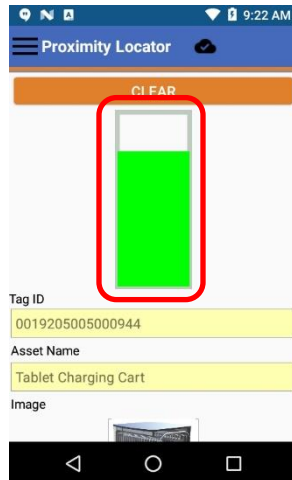 9:22 AM
Proximity Locator
CLEAR
Tag ID
0019205005000944
Asset Name
Tablet Charging Cart
Image